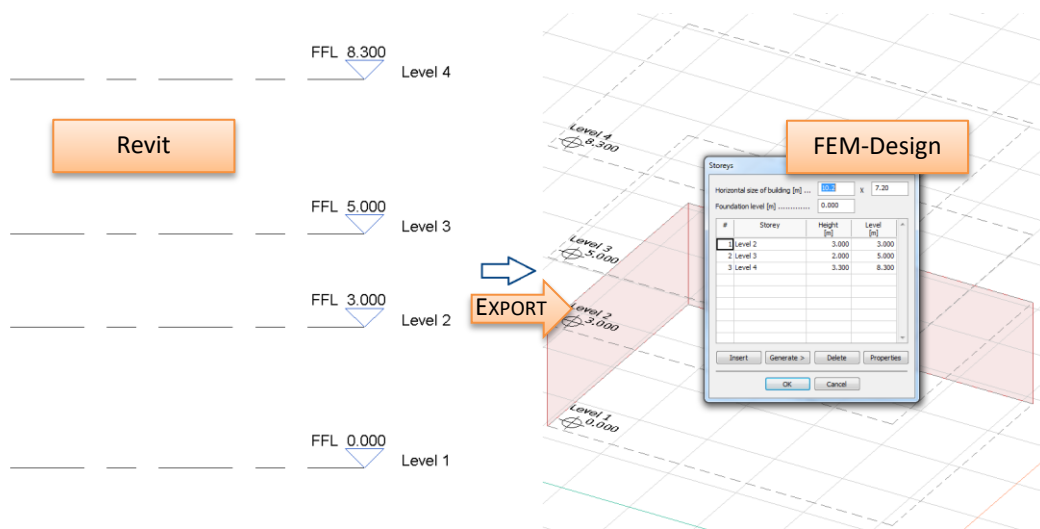 FFL 8.300
Level 4
Revit
FFL 5.000
Level 3
FFL 3.000
Level 2
FFL 0.000
Level 1
EXPORT
FEM-Design
Level 4
8.300
Level 3
5.000
Level 2
3.000
Level 1
0.000
Storeys
Horizontal size of building [m] .... 10.2 x 7.20
Foundation level [m] ............. 0.000
# Storey Height [m] Level [m]
1 Level 2 3.000 3.000
2 Level 3 2.000 5.000
3 Level 4 3.300 8.300
Insert Generate > Delete Properties
OK Cancel